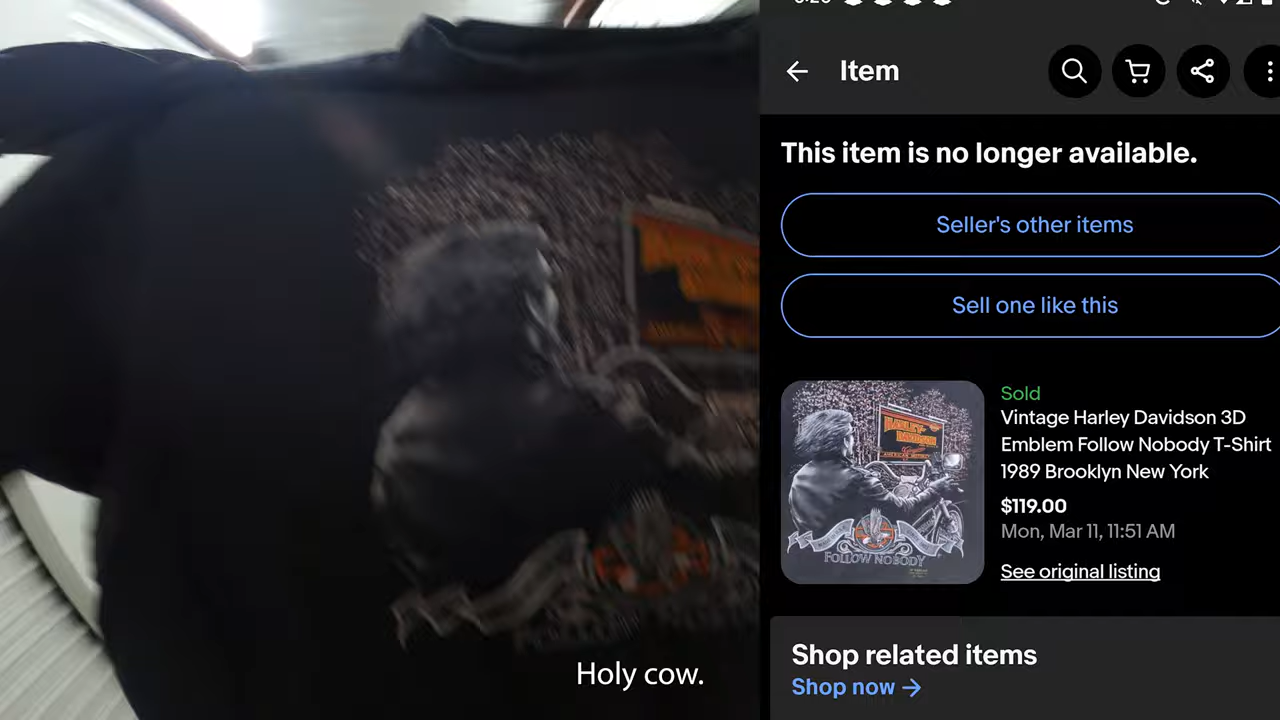 Holy cow.
Item
This item is no longer available.
Seller's other items
Sell one like this
HARLEY-
DAVIDSON
FOLLOW NOBODY
Sold
Vintage Harley Davidson 3D
Emblem Follow Nobody T-Shirt
1989 Brooklyn New York
$119.00
Mon, Mar 11, 11:51 AM
See original listing
Shop related items
Shop now →